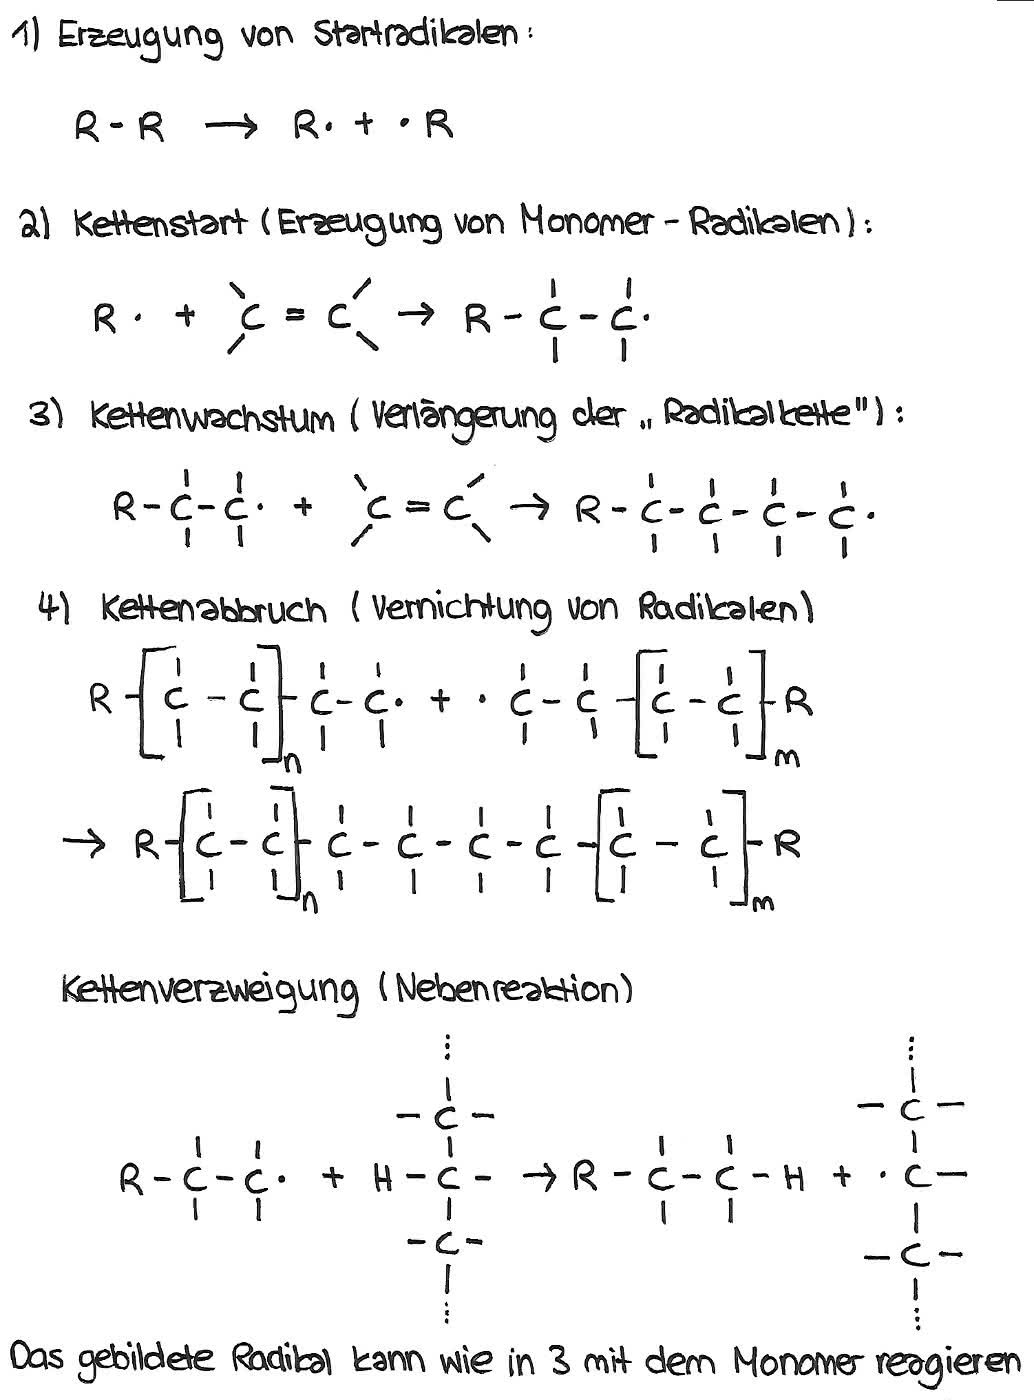 1) Erzeugung von Startradikalen:
R - R → R· + ·R
2) Kettenstart (Erzeugung von Monomer - Radikalen):
R · + C = C → R - C - C ·
3) Kettenwachstum (Verlängerung der „Radikalkette"):
R - C - C · + C = C → R - C - C - C - C ·
4) Kettenabbruch (Vernichtung von Radikalen)
R-[C - C]n-C - C· + ·C - C-[C - C]m-R
→ R-[C - C]n-C - C - C - C-[C - C]m-R
Kettenverzweigung (Nebenreaktion)
⋮ ⋮
- C - - C -
R - C - C · + H - C - → R - C - C - H + · C -
- C - - C -
⋮ ⋮
Das gebildete Radikal kann wie in 3 mit dem Monomer reagieren